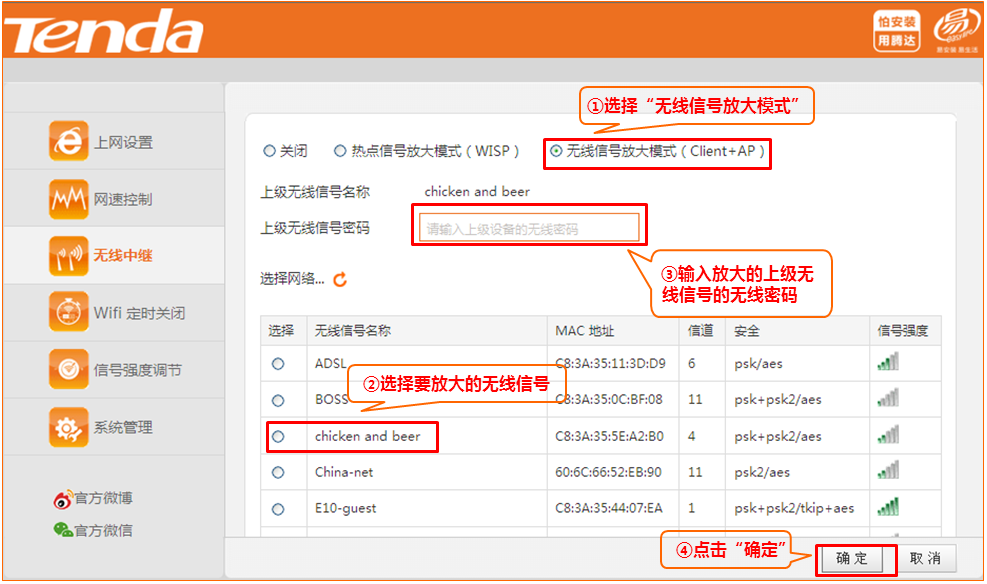 Tenda
怕安装
用腾达
易
easylife
易安装 易生活
①选择“无线信号放大模式”
上网设置
网速控制
无线中继
Wifi 定时关闭
信号强度调节
系统管理
官方微博
官方微信
关闭 热点信号放大模式(WISP) 无线信号放大模式(Client+AP)
上级无线信号名称 chicken and beer
上级无线信号密码 请输入上级设备的无线密码
③输入放大的上级无
线信号的无线密码
选择网络...
选择 无线信号名称 MAC 地址 信道 安全 信号强度
ADSL C8:3A:35:11:3D:D9 6 psk/aes
②选择要放大的无线信号
BOSS C8:3A:35:0C:BF:08 11 psk+psk2/aes
chicken and beer C8:3A:35:5E:A2:B0 4 psk+psk2/aes
China-net 60:6C:66:52:EB:90 11 psk2/aes
E10-guest C8:3A:35:44:07:EA 1 psk+psk2/tkip+aes
④点击“确定”
确 定 取 消